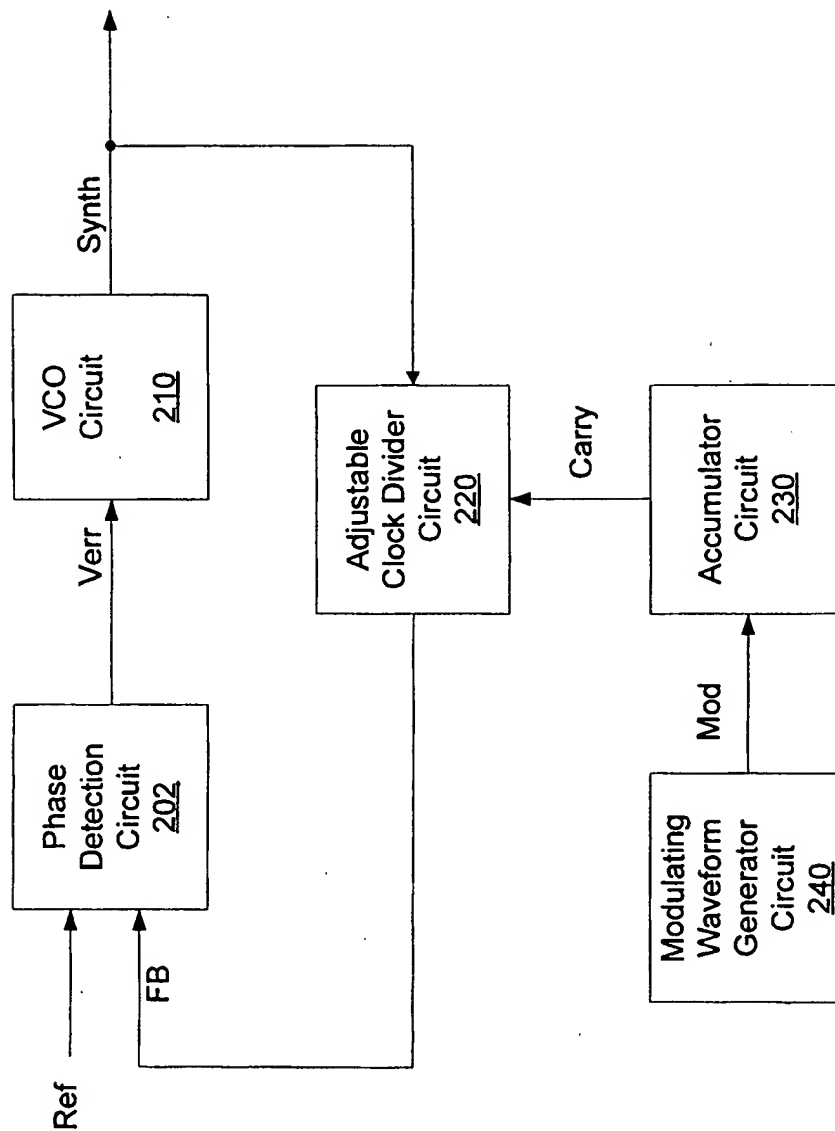 Ref
FB
Phase
Detection
Circuit
202
Verr
VCO
Circuit
210
Synth
Adjustable
Clock Divider
Circuit
220
Carry
Modulating
Waveform
Generator
Circuit
240
Mod
Accumulator
Circuit
230